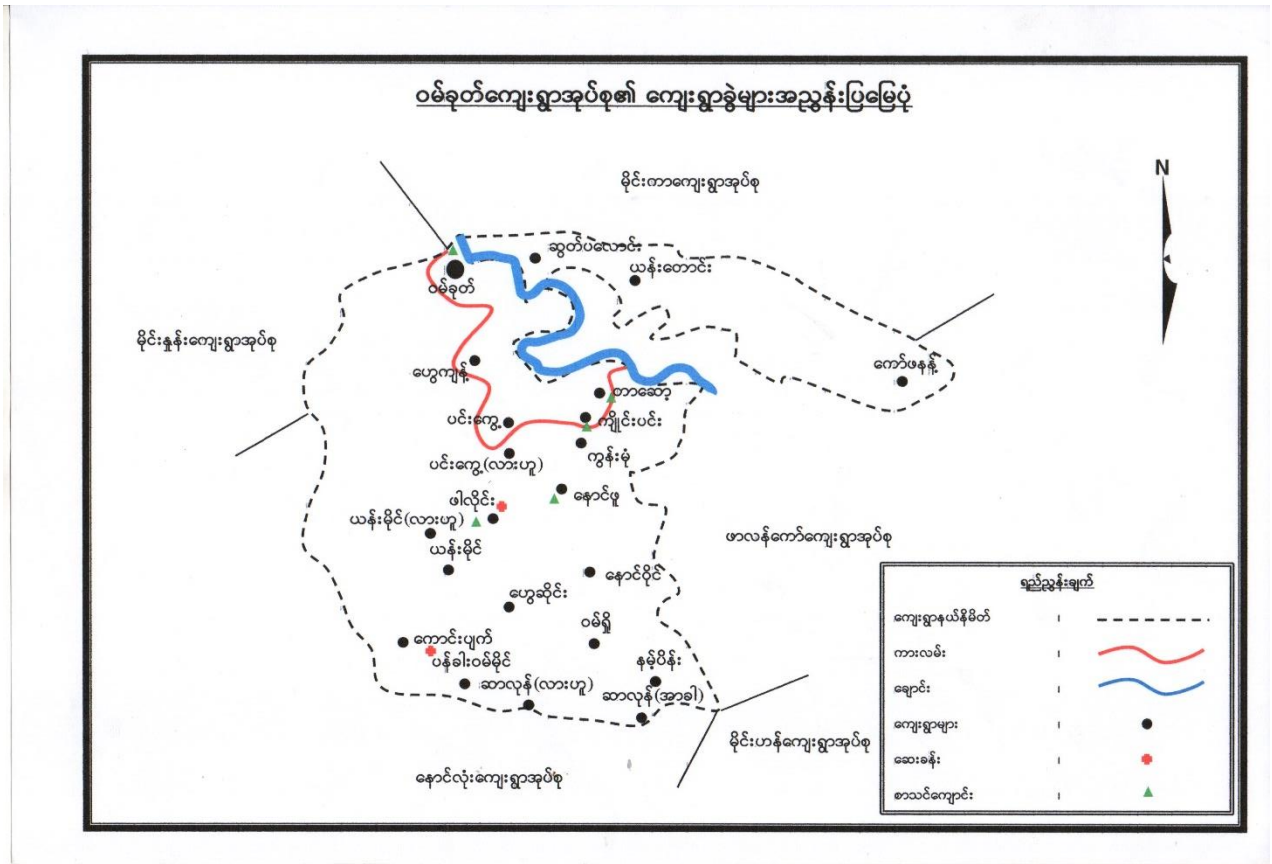 ဝမ်ခုတ်ကျေးရွာအုပ်စု၏ ကျေးရွာခွဲများအညွှန်းပြမြေပုံ
N
မိုင်းကာကျေးရွာအုပ်စု
ဆွတ်ပလောင်း
ယန်းတောင်း
ဝမ်ခုတ်
မိုင်းနှုန်းကျေးရွာအုပ်စု
ဟွေကျန့်
ကော်ဖနန့်
တာဆော့
ပင်းကွေ့
ကျိုင်းပင်း
ကွန်းမုံ
ပင်းကွေ့(လားဟူ)
ဖါလိုင်း
နောင်ဖူ
ယန်းမိုင်(လားဟူ)
ဖာလန်ကော်ကျေးရွာအုပ်စု
ယန်းမိုင်
နောင်ဝိုင်
ဟွေဆိုင်း
ဝမ်ရှို
ကောင်းပျက်
ပန်ခါးဝမ်မိုင်
နမ့်ပိန်း
ဆာလုန်(လားဟူ)
ဆာလုန်(အာခါ)
မိုင်းဟန်ကျေးရွာအုပ်စု
နောင်လုံးကျေးရွာအုပ်စု
ရည်ညွှန်းချက်
ကျေးရွာနယ်နိမိတ် ၊
ကားလမ်း ၊
ချောင်း ၊
ကျေးရွာများ ၊
ဆေးခန်း ၊
စာသင်ကျောင်း ၊